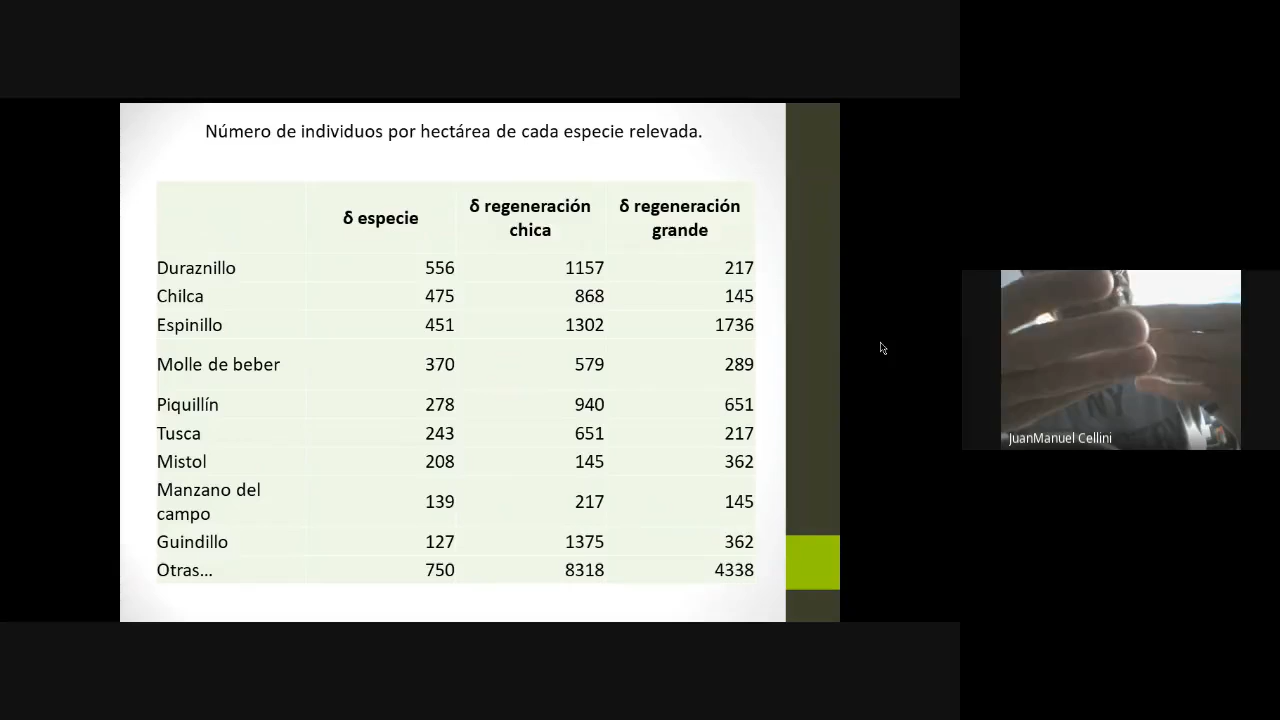 Número de individuos por hectárea de cada especie relevada.
δ especie δ regeneración chica δ regeneración grande
Duraznillo 556 1157 217
Chilca 475 868 145
Espinillo 451 1302 1736
Molle de beber 370 579 289
Piquillín 278 940 651
Tusca 243 651 217
Mistol 208 145 362
Manzano del campo 139 217 145
Guindillo 127 1375 362
Otras... 750 8318 4338
NY
JuanManuel Cellini